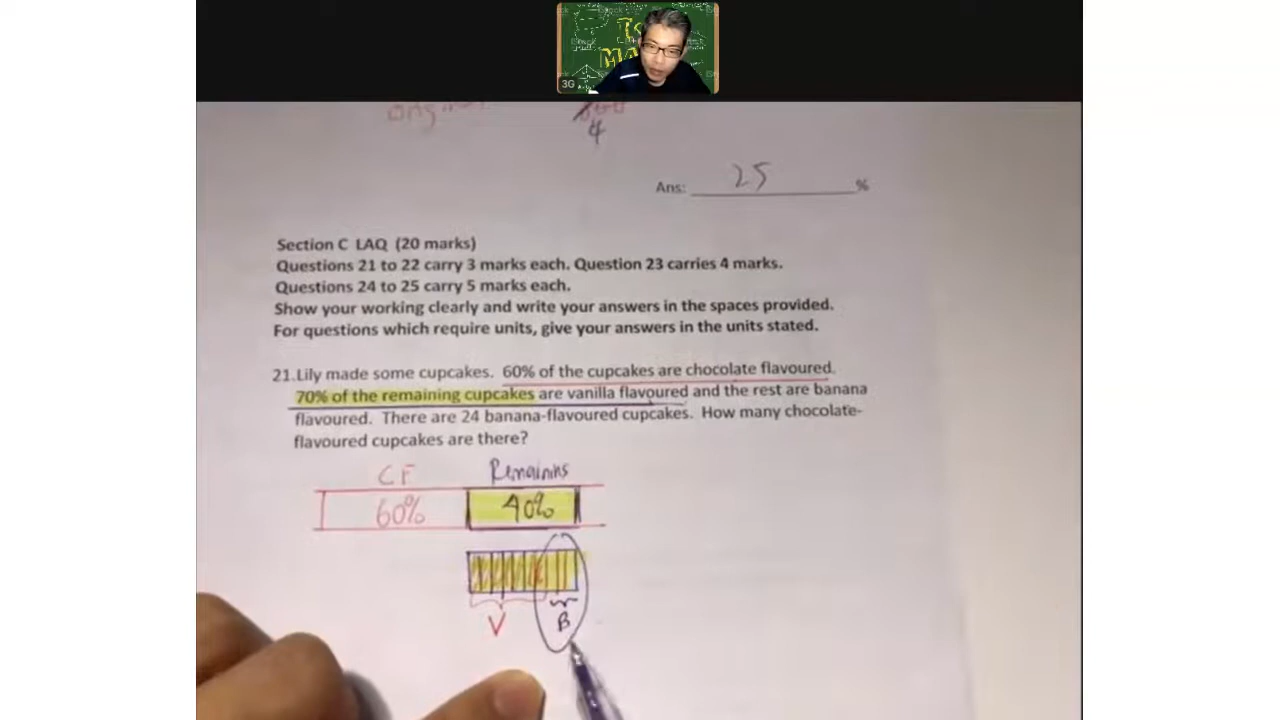 3G
Original
4
Ans: 25 %
Section C LAQ (20 marks)
Questions 21 to 22 carry 3 marks each. Question 23 carries 4 marks.
Questions 24 to 25 carry 5 marks each.
Show your working clearly and write your answers in the spaces provided.
For questions which require units, give your answers in the units stated.
21.Lily made some cupcakes. 60% of the cupcakes are chocolate flavoured.
70% of the remaining cupcakes are vanilla flavoured and the rest are banana
flavoured. There are 24 banana-flavoured cupcakes. How many chocolate-
flavoured cupcakes are there?
CF Remaining
60% 40%
V B